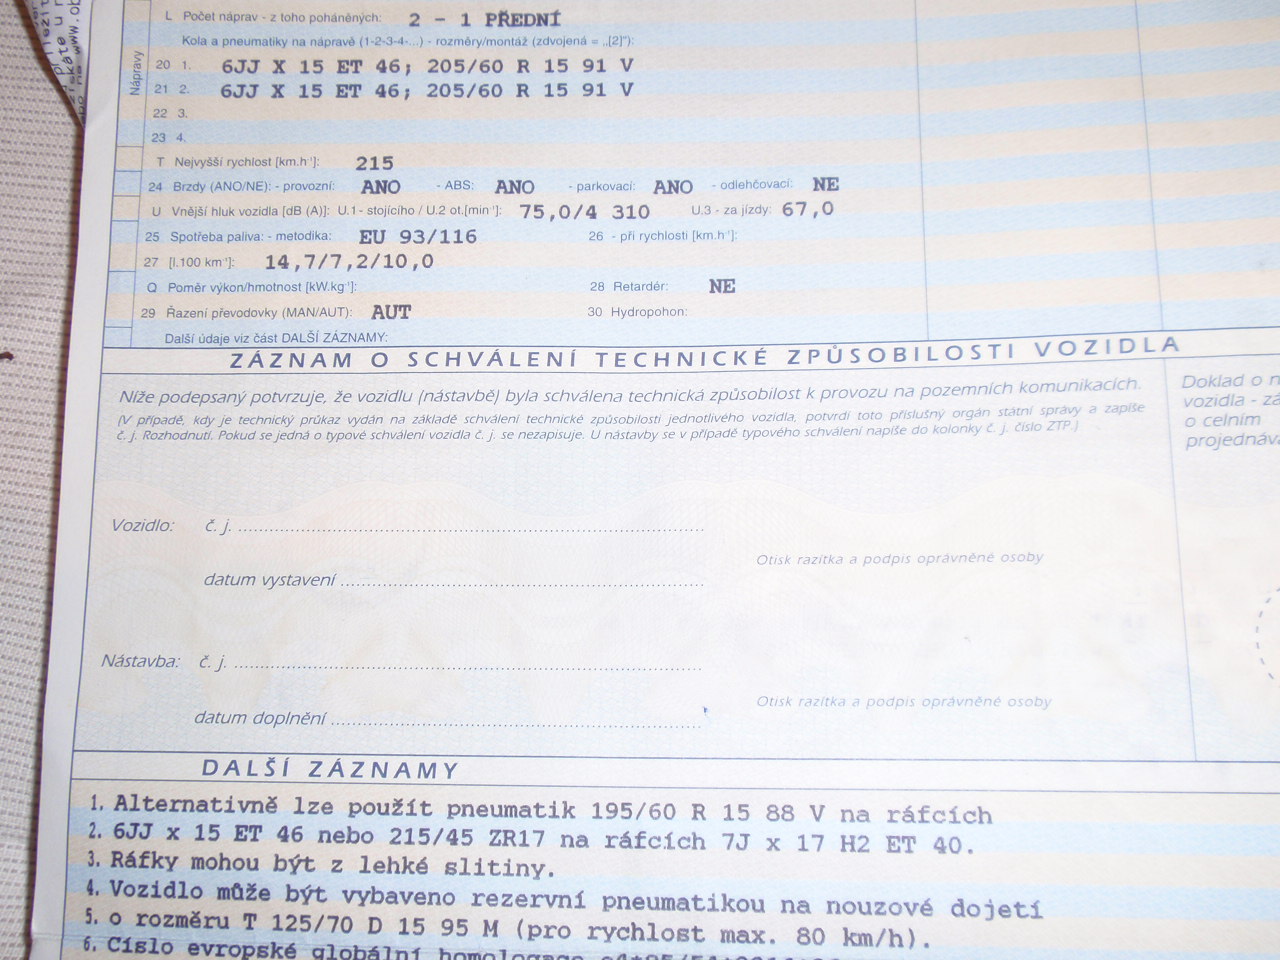 L Počet náprav - z toho poháněných: 2 - 1 PŘEDNÍ
Kola a pneumatiky na nápravě (1-2-3-4-...) - rozměry/montáž (zdvojená = „[2]"):
Nápravy
20 1. 6JJ X 15 ET 46; 205/60 R 15 91 V
21 2. 6JJ X 15 ET 46; 205/60 R 15 91 V
22 3.
23 4.
T Nejvyšší rychlost [km.h⁻¹]: 215
24 Brzdy (ANO/NE): - provozní: ANO - ABS: ANO - parkovací: ANO - odlehčovací: NE
U Vnější hluk vozidla [dB (A)]: U.1 - stojícího / U.2 ot.[min⁻¹]: 75,0/4 310 U.3 - za jízdy: 67,0
25 Spotřeba paliva: - metodika: EU 93/116 26 - při rychlosti [km.h⁻¹]:
27 [l.100 km⁻¹]: 14,7/7,2/10,0
Q Poměr výkon/hmotnost [kW.kg⁻¹]: 28 Retardér: NE
29 Řazení převodovky (MAN/AUT): AUT 30 Hydropohon:
Další údaje viz část DALŠÍ ZÁZNAMY:
ZÁZNAM O SCHVÁLENÍ TECHNICKÉ ZPŮSOBILOSTI VOZIDLA
Níže podepsaný potvrzuje, že vozidlu (nástavbě) byla schválena technická způsobilost k provozu na pozemních komunikacích.
(V případě, kdy je technický průkaz vydán na základě schválení technické způsobilosti jednotlivého vozidla, potvrdí toto příslušný orgán státní správy a zapíše
č. j. Rozhodnutí. Pokud se jedná o typové schválení vozidla č. j. se nezapisuje. U nástavby se v případě typového schválení napíše do kolonky č. j. číslo ZTP.)
Doklad o
vozidla - zá
o celním
projednáva
Vozidlo: č. j. ........................
Otisk razítka a podpis oprávněné osoby
datum vystavení ........................
Nástavba: č. j. ........................
Otisk razítka a podpis oprávněné osoby
datum doplnění ........................
DALŠÍ ZÁZNAMY
1. Alternativně lze použít pneumatik 195/60 R 15 88 V na ráfcích
2. 6JJ x 15 ET 46 nebo 215/45 ZR17 na ráfcích 7J x 17 H2 ET 40.
3. Ráfky mohou být z lehké slitiny.
4. Vozidlo může být vybaveno rezervní pneumatikou na nouzové dojetí
5. o rozměru T 125/70 D 15 95 M (pro rychlost max. 80 km/h).
6. Číslo evropské globální homologace